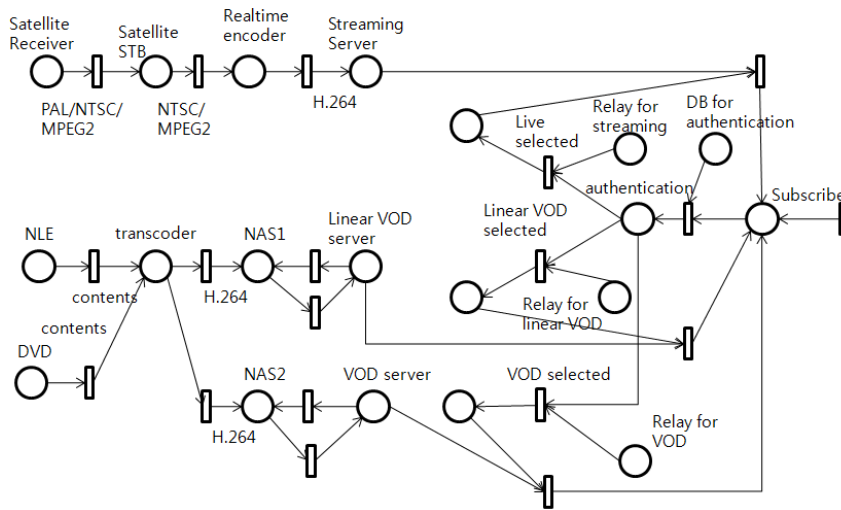 Satellite
Receiver
Satellite
STB
Realtime
encoder
Streaming
Server
PAL/NTSC/
MPEG2
NTSC/
MPEG2
H.264
Live
selected
Relay for
streaming
DB for
authentication
authentication
Subscribe
NLE
transcoder
NAS1
Linear VOD
server
Linear VOD
selected
contents
H.264
Relay for
linear VOD
contents
DVD
NAS2
VOD server
VOD selected
H.264
Relay for
VOD